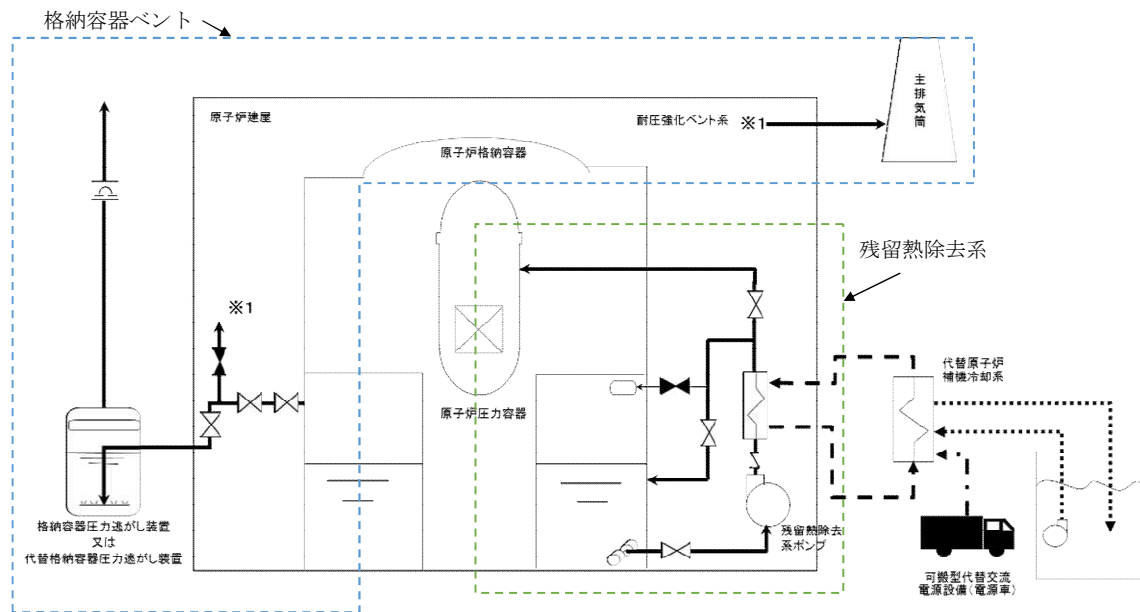 格納容器ベント
主排気筒
原子炉建屋
耐圧強化ベント系 ※1
原子炉格納容器
残留熱除去系
※1
代替原子炉
補機冷却系
原子炉圧力容器
格納容器圧力逃がし装置
又は
代替格納容器圧力逃がし装置
残留熱除去
系ポンプ
可搬型代替交流
電源設備(電源車)